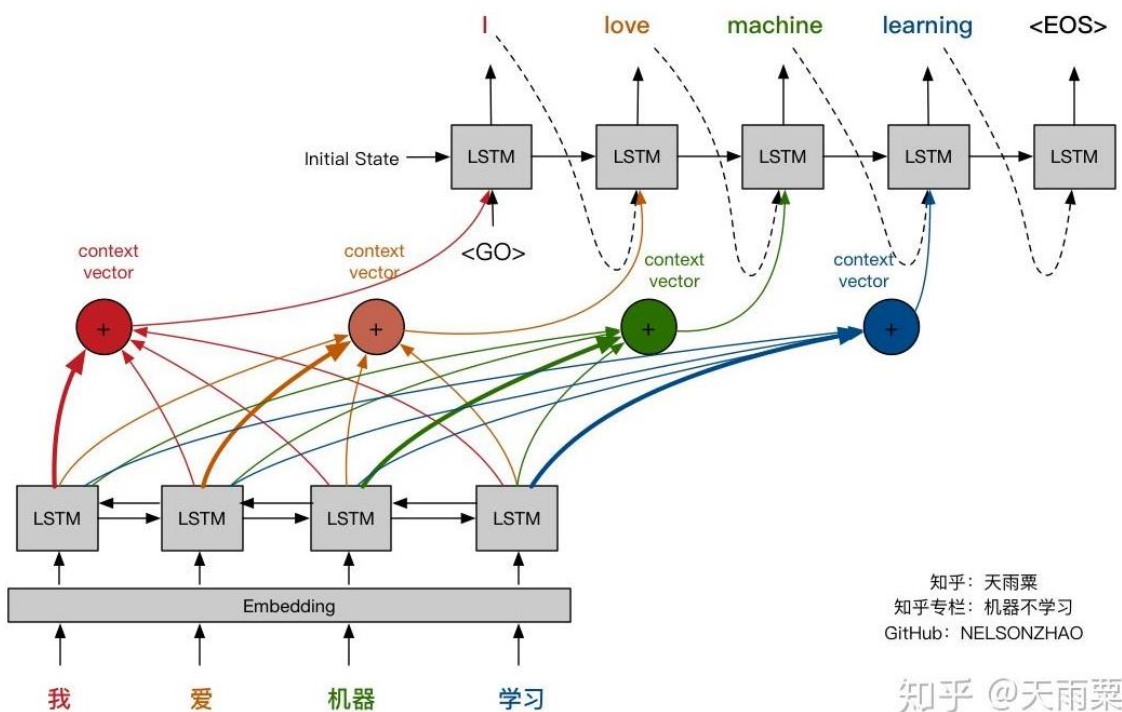 I love machine learning <EOS>
LSTM LSTM LSTM LSTM LSTM
Initial State
<GO>
context
vector
context
vector
context
vector
context
vector
+ + + +
LSTM LSTM LSTM LSTM
Embedding
我 爱 机器 学习
知乎：天雨粟
知乎专栏：机器不学习
GitHub：NELSONZHAO
知乎 @天雨粟